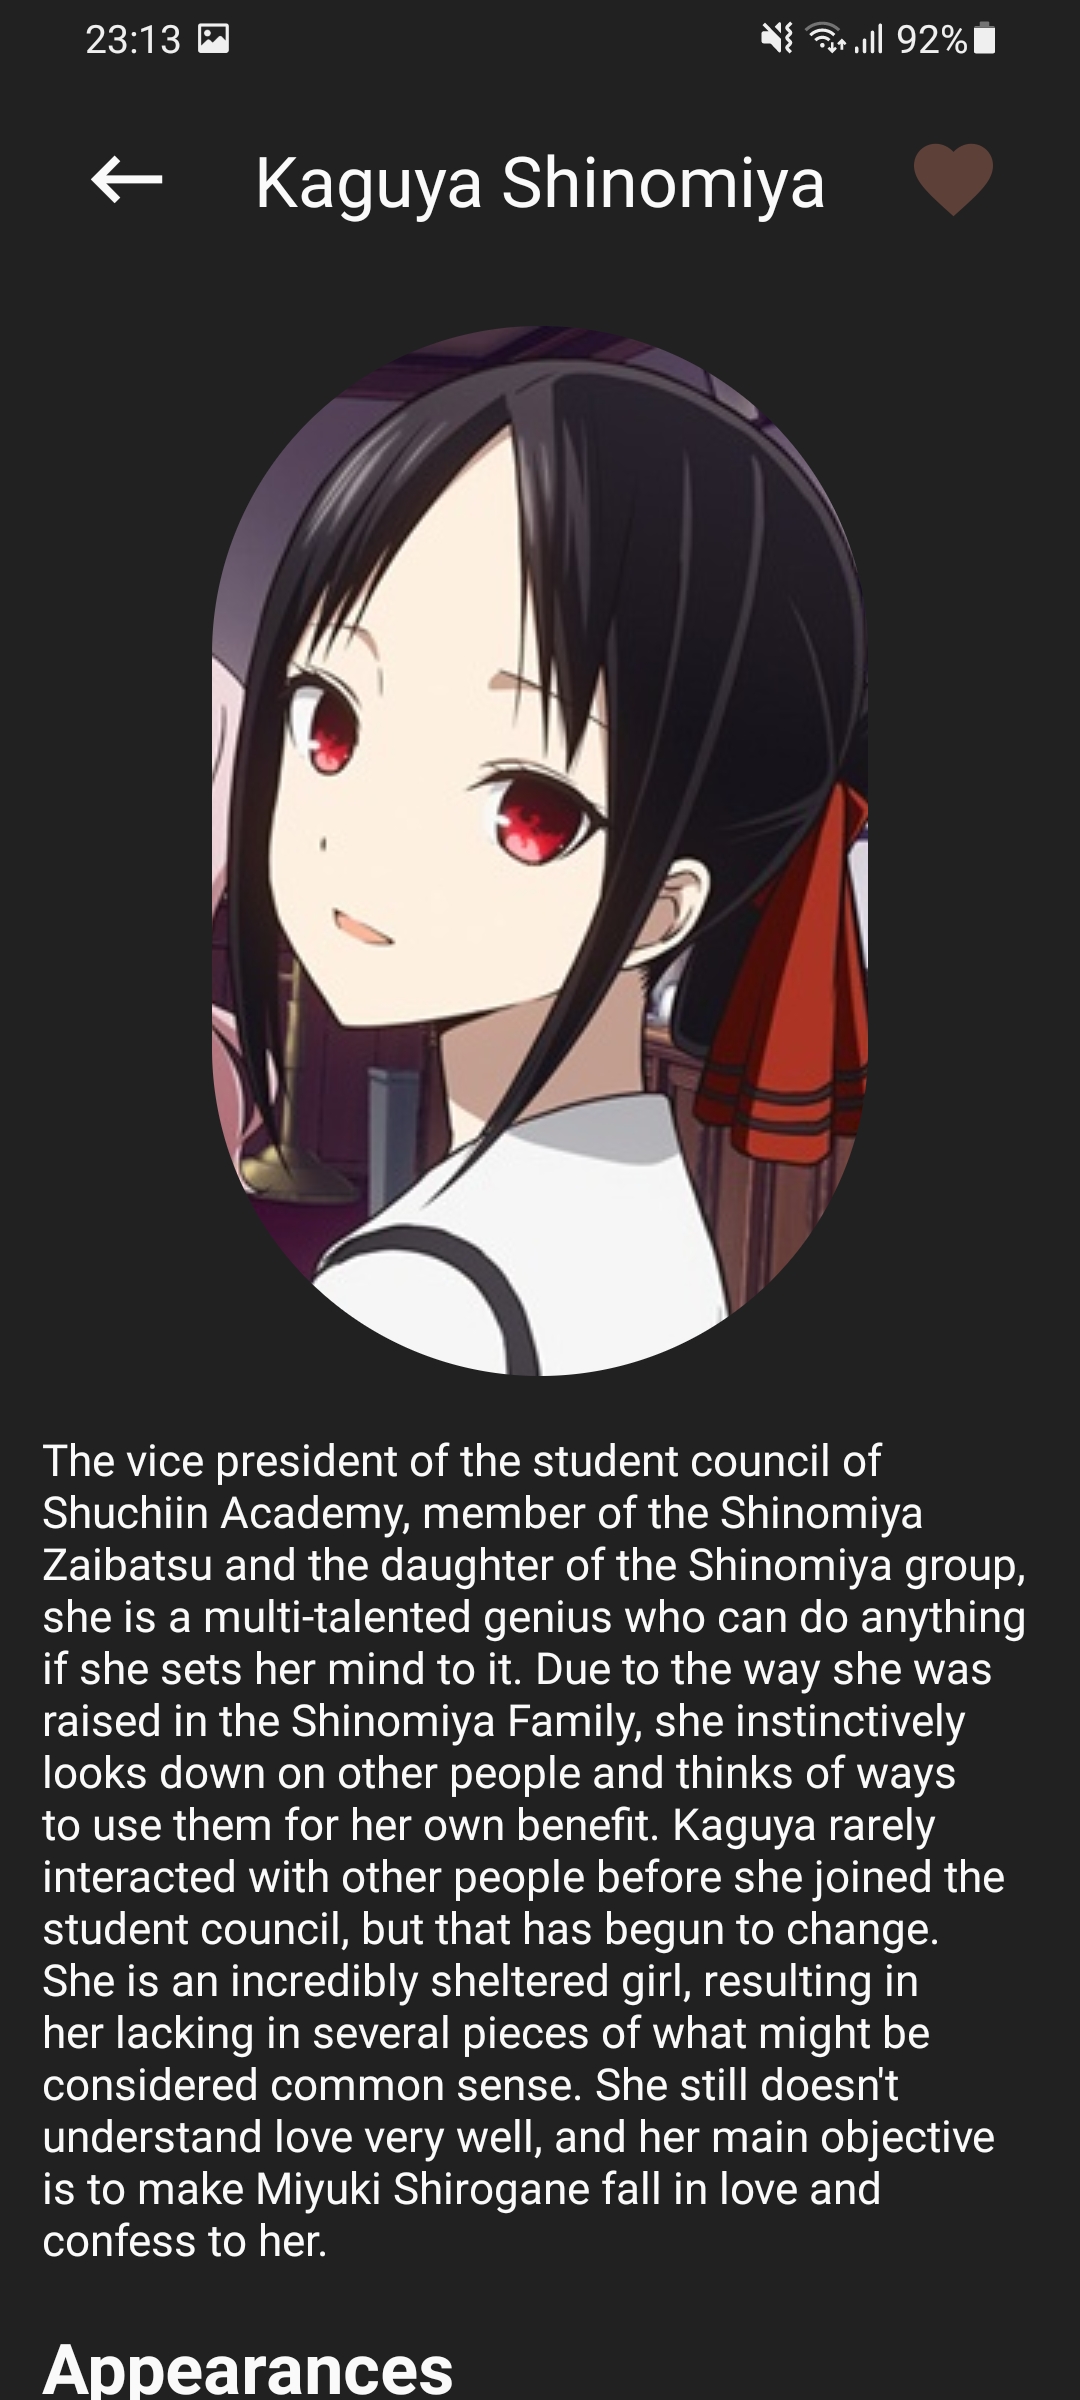 23:13
92%
Kaguya Shinomiya
The vice president of the student council of
Shuchiin Academy, member of the Shinomiya
Zaibatsu and the daughter of the Shinomiya group,
she is a multi-talented genius who can do anything
if she sets her mind to it. Due to the way she was
raised in the Shinomiya Family, she instinctively
looks down on other people and thinks of ways
to use them for her own benefit. Kaguya rarely
interacted with other people before she joined the
student council, but that has begun to change.
She is an incredibly sheltered girl, resulting in
her lacking in several pieces of what might be
considered common sense. She still doesn't
understand love very well, and her main objective
is to make Miyuki Shirogane fall in love and
confess to her.
Appearances